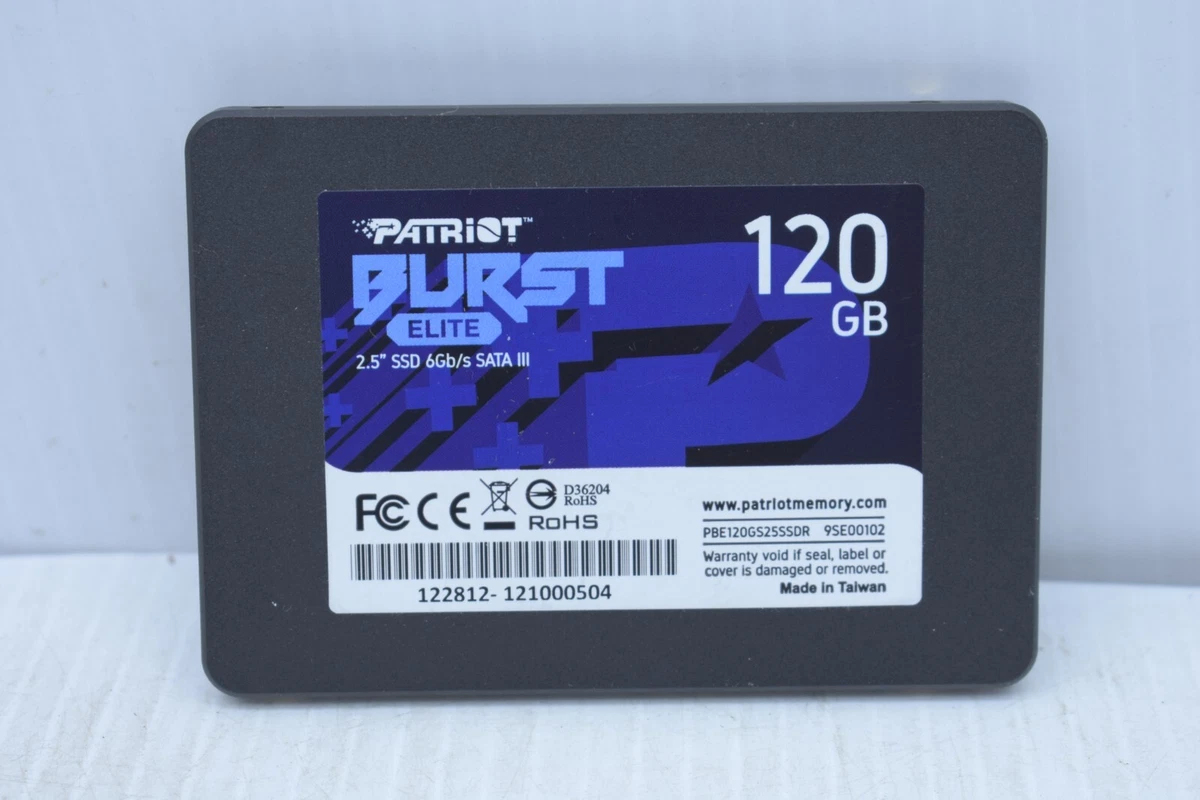 PATRIOT™
BURST
ELITE
2.5" SSD 6Gb/s SATA III
120
GB
FC CE
D36204
RoHS
RoHS
122812- 121000504
www.patriotmemory.com
PBE120GS25SSDR 9SE00102
Warranty void if seal, label or
cover is damaged or removed.
Made in Taiwan